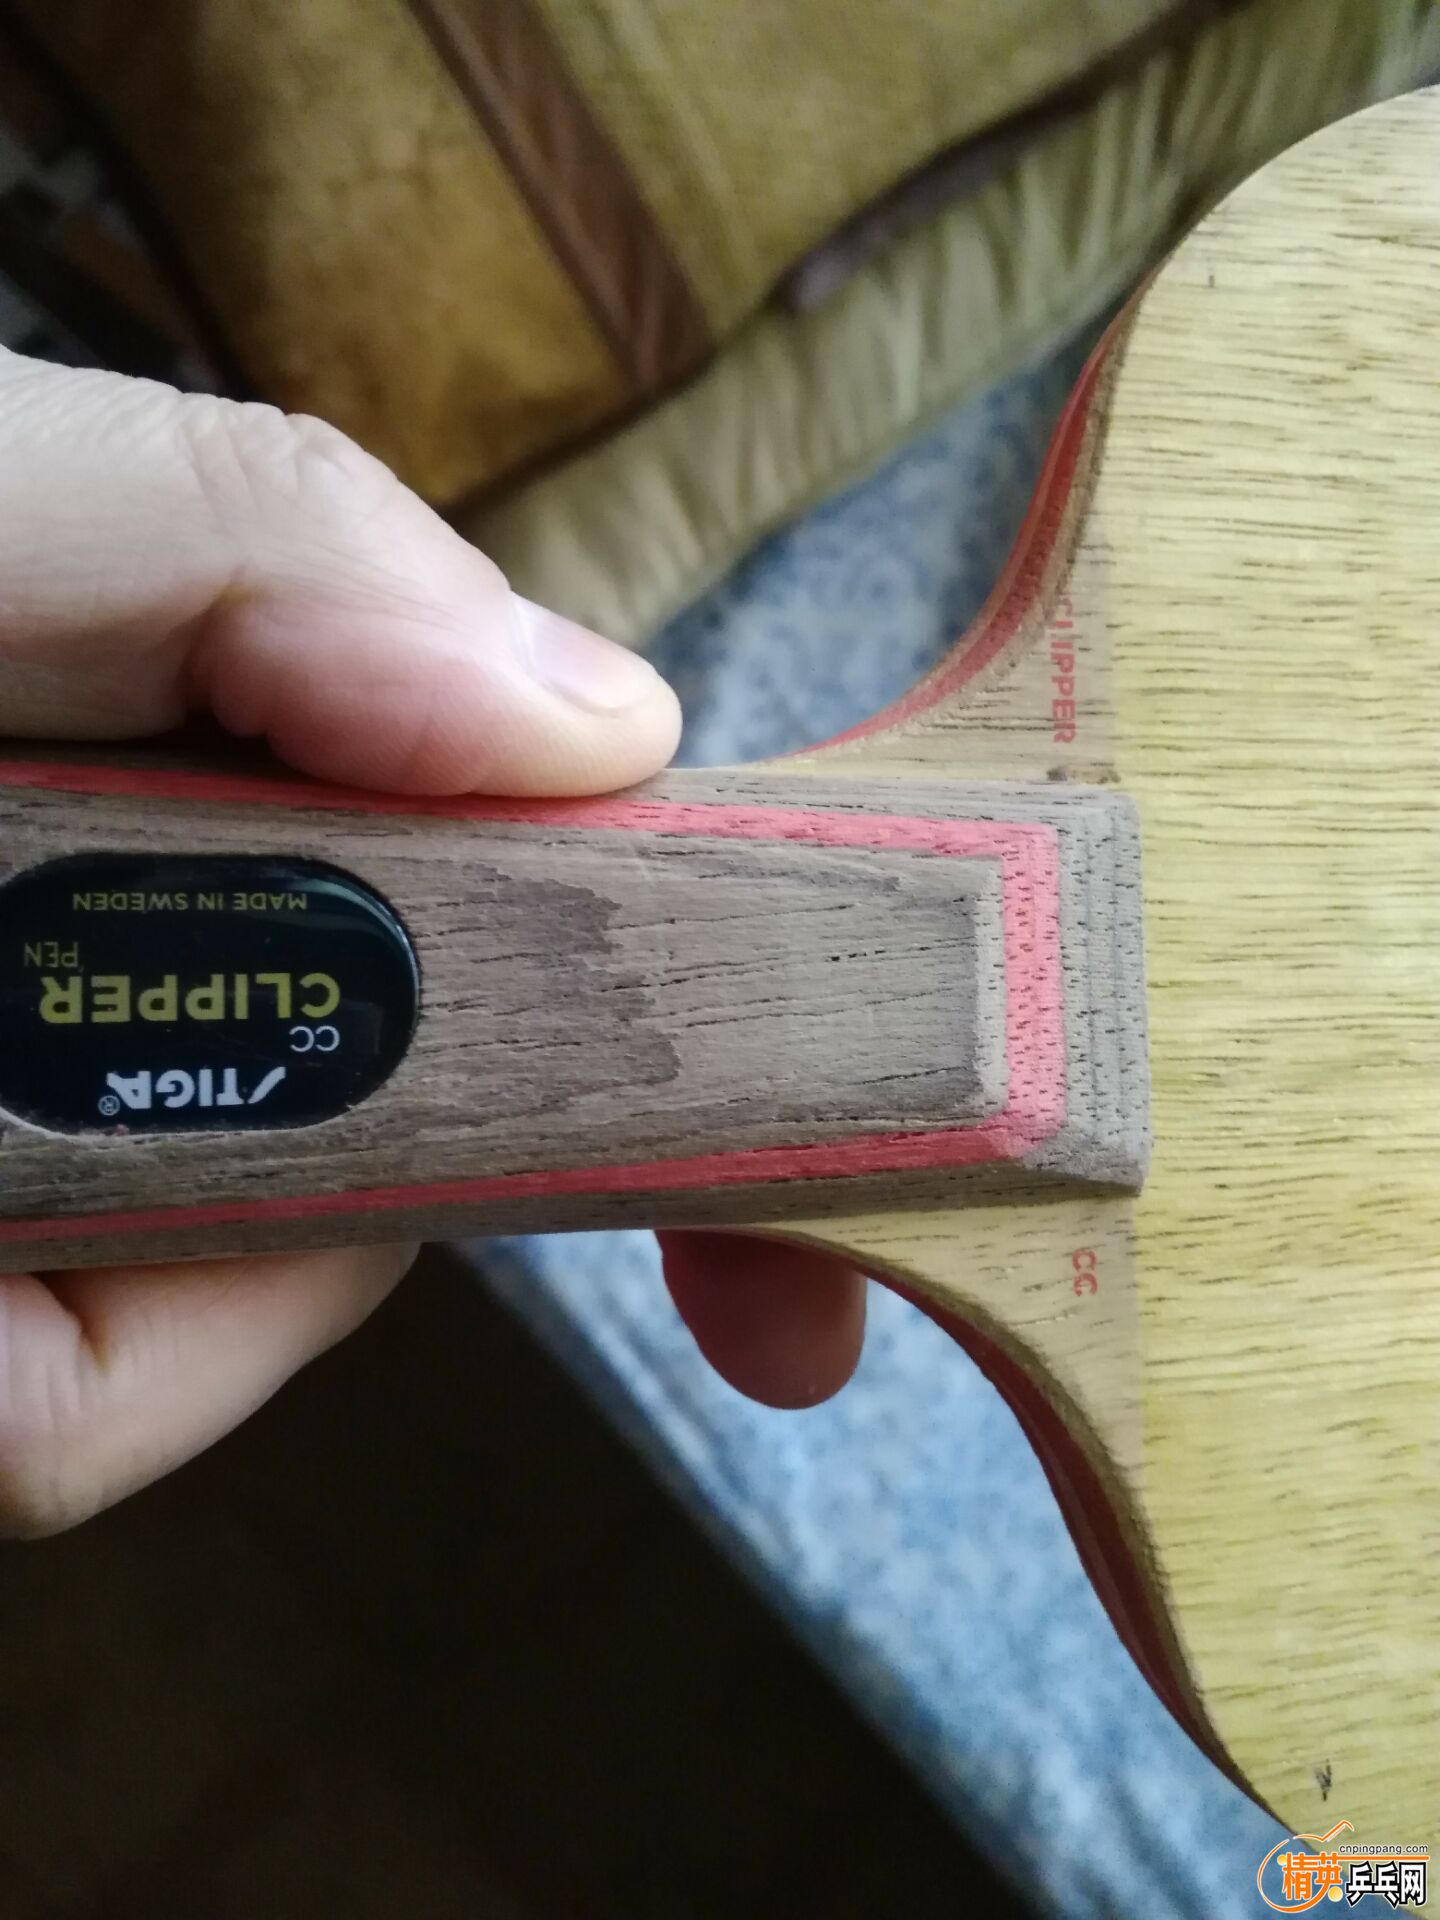 STIGA®
CC
CLIPPER
PEN
MADE IN SWEDEN
CLIPPER
CC
cnpingpang.com
精英乒乓网